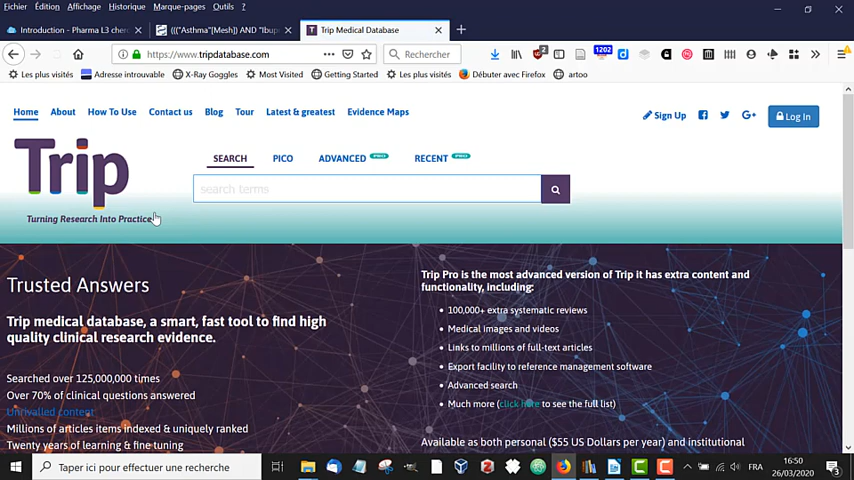 Fichier Édition Affichage Historique Marque-pages Outils ?
Introduction - Pharma L3 cherc
((("Asthma"[Mesh]) AND "Ibup
Trip Medical Database
https://www.tripdatabase.com
Rechercher
2
1202
Les plus visités Adresse introuvable X-Ray Goggles Most Visited Getting Started Les plus visités Débuter avec Firefox artoo
Home About How To Use Contact us Blog Tour Latest & greatest Evidence Maps
Sign Up
G+
Log In
Trip
Turning Research Into Practice
SEARCH PICO ADVANCED PRO RECENT PRO
search terms
Trusted Answers
Trip medical database, a smart, fast tool to find high
quality clinical research evidence.
Searched over 125,000,000 times
Over 70% of clinical questions answered
Unrivalled content
Millions of articles items indexed & uniquely ranked
Twenty years of learning & fine tuning
Trip Pro is the most advanced version of Trip it has extra content and
functionality, including:
100,000+ extra systematic reviews
Medical images and videos
Links to millions of full-text articles
Export facility to reference management software
Advanced search
Much more (click here to see the full list)
Available as both personal ($55 US Dollars per year) and institutional
Taper ici pour effectuer une recherche
FRA
16:50
26/03/2020
3